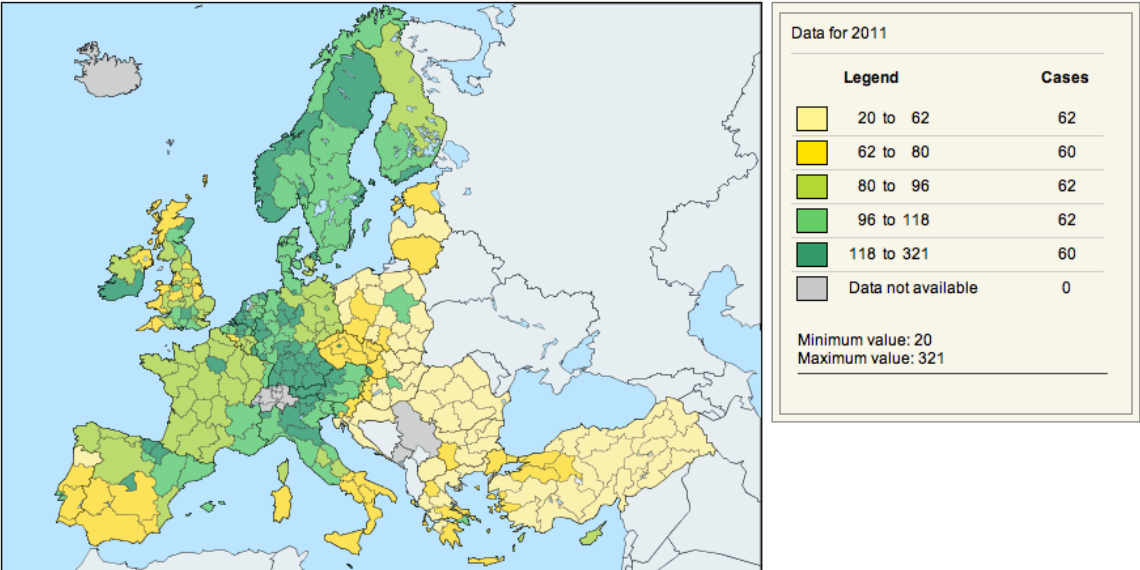 Data for 2011
Legend Cases
20 to 62 62
62 to 80 60
80 to 96 62
96 to 118 62
118 to 321 60
Data not available 0
Minimum value: 20
Maximum value: 321